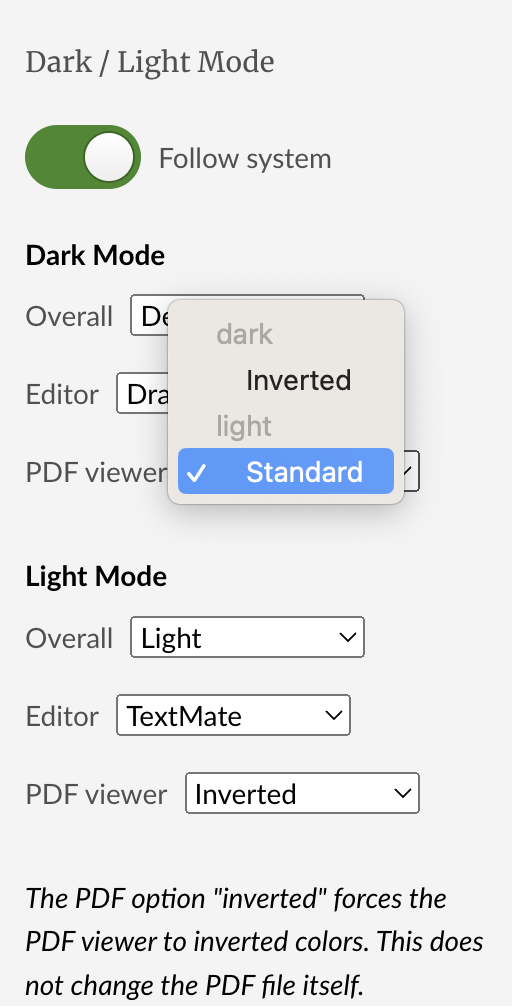 Dark / Light Mode
Follow system
Dark Mode
Overall De
dark
Inverted
Editor Dra
light
PDF viewer
✓ Standard
Light Mode
Overall Light
Editor TextMate
PDF viewer Inverted
The PDF option "inverted" forces the
PDF viewer to inverted colors. This does
not change the PDF file itself.